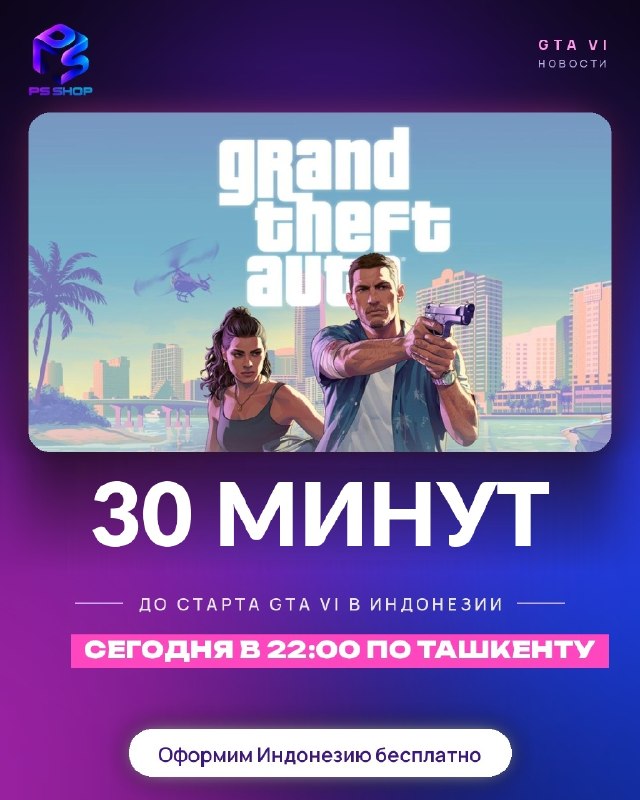 PS SHOP
GTA VI
НОВОСТИ
grand
theft
auto
30 МИНУТ
ДО СТАРТА GTA VI В ИНДОНЕЗИИ
СЕГОДНЯ В 22:00 ПО ТАШКЕНТУ
Оформим Индонезию бесплатно